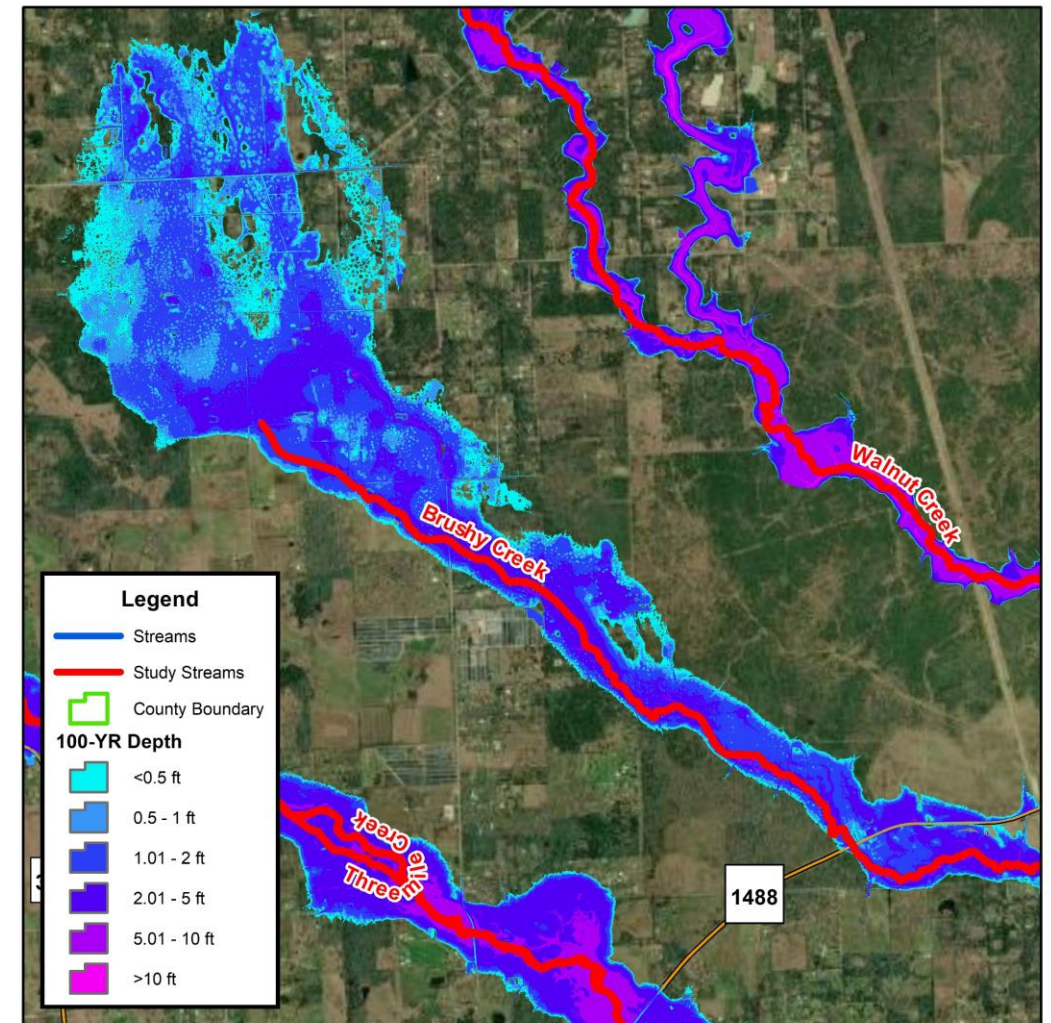 Walnut Creek
Brushy Creek
Threemile Creek
1488
Legend
Streams
Study Streams
County Boundary
100-YR Depth
<0.5 ft
0.5 - 1 ft
1.01 - 2 ft
2.01 - 5 ft
5.01 - 10 ft
>10 ft